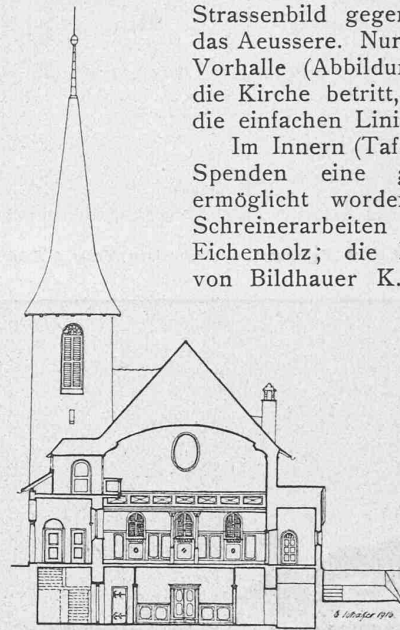 Strassenbild gegen
das Aeussere. Nur
Vorhalle (Abbildun
die Kirche betritt,
die einfachen Lini
Im Innern (Taf
Spenden eine g
ermöglicht worde
Schreinerarbeiten
Eichenholz; die
von Bildhauer K.